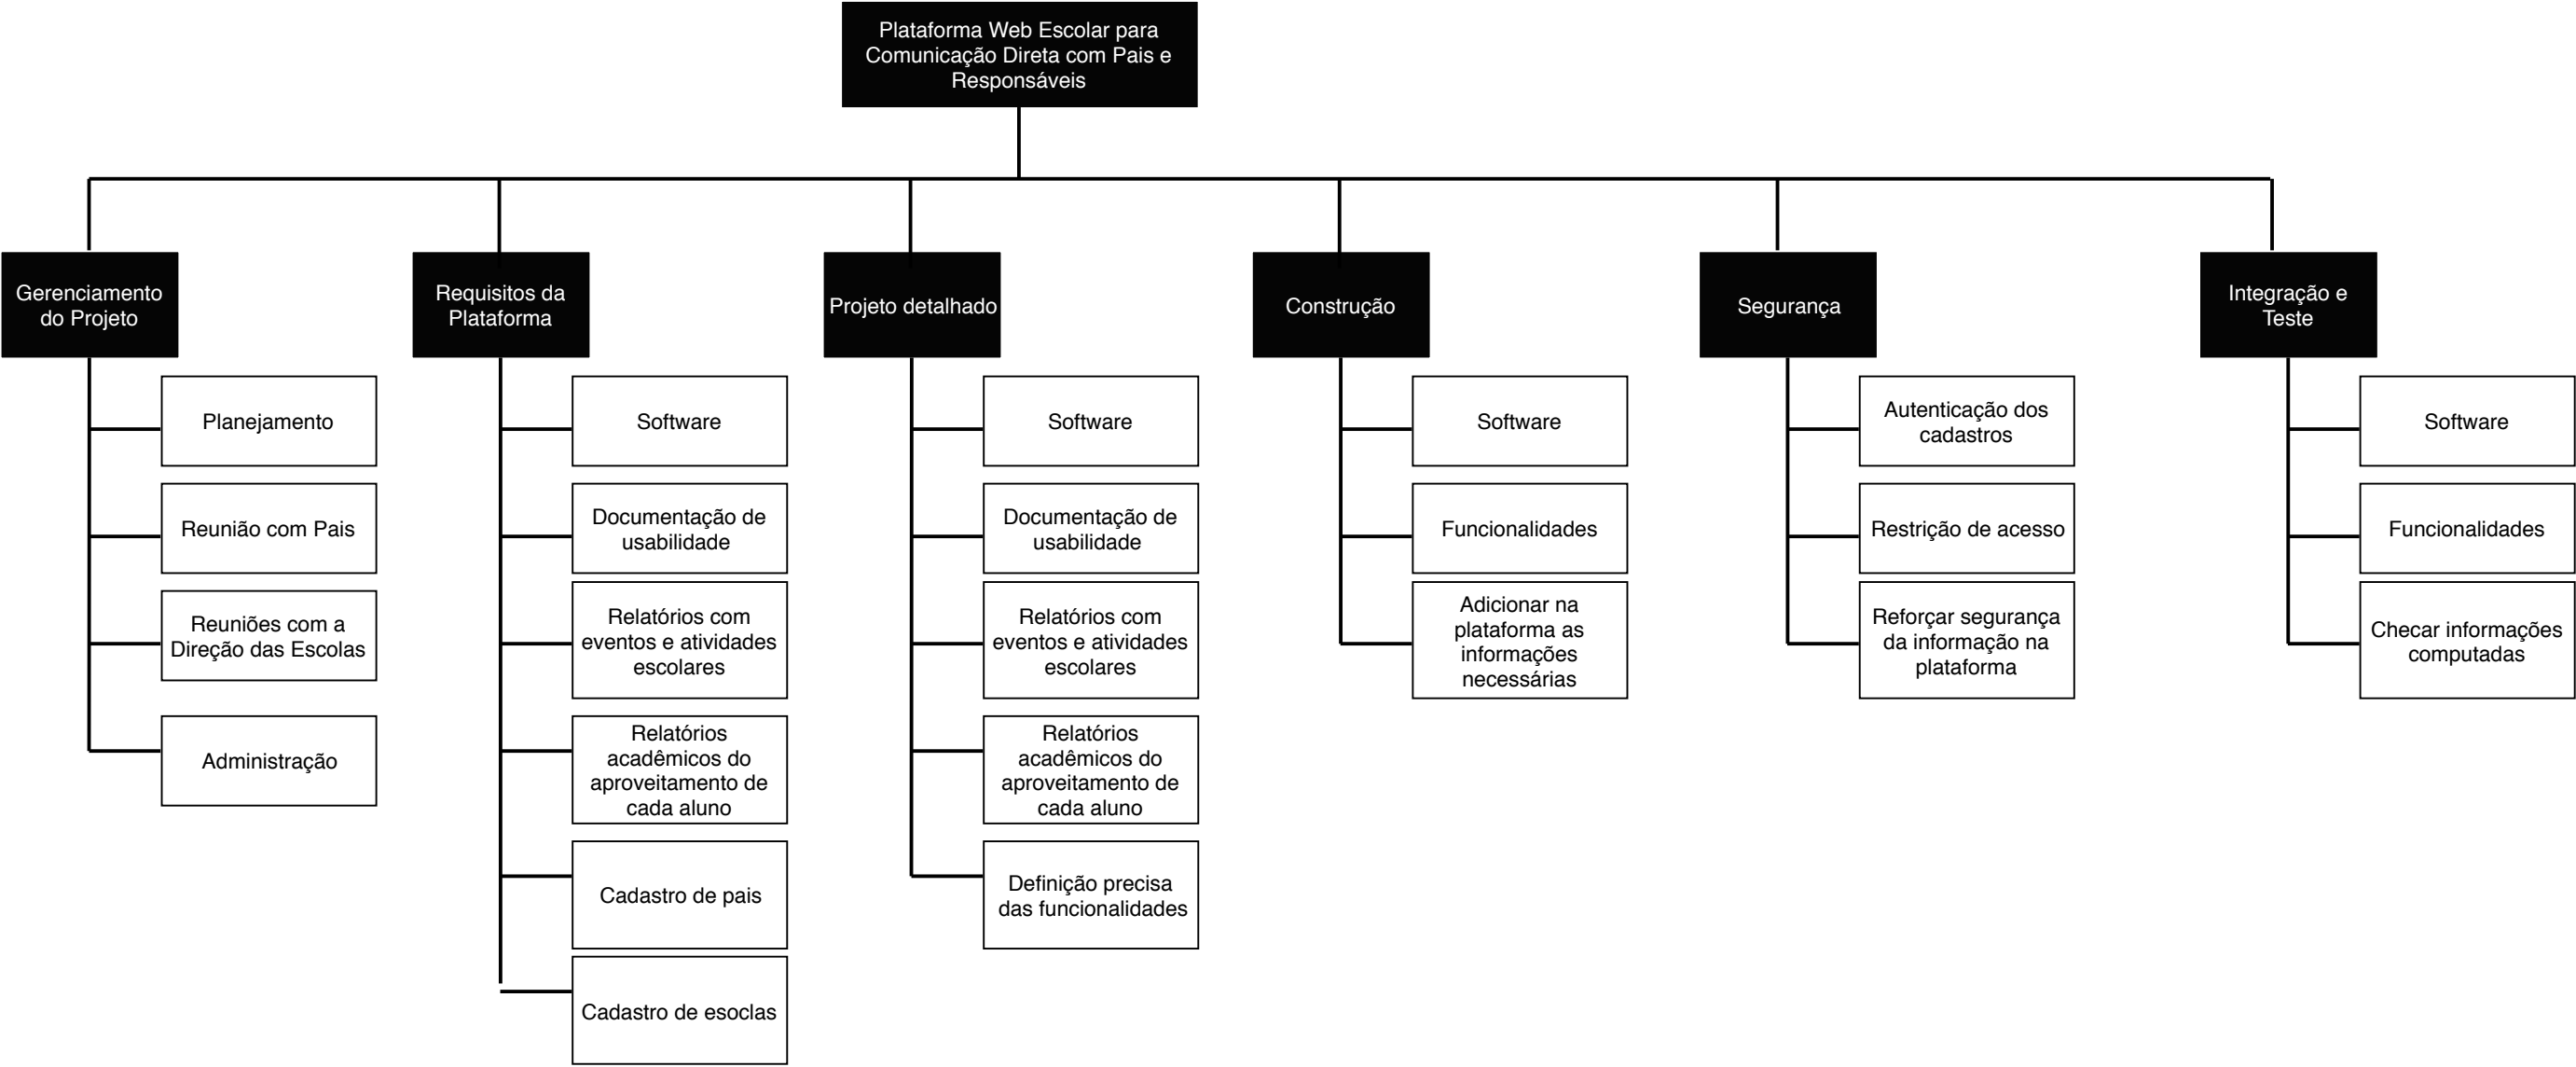 Plataforma Web Escolar para
Comunicação Direta com Pais e
Responsáveis
Gerenciamento
do Projeto
Planejamento
Reunião com Pais
Reuniões com a
Direção das Escolas
Administração
Requisitos da
Plataforma
Software
Documentação de
usabilidade
Relatórios com
eventos e atividades
escolares
Relatórios
acadêmicos do
aproveitamento de
cada aluno
Cadastro de pais
Cadastro de esoclas
Projeto detalhado
Software
Documentação de
usabilidade
Relatórios com
eventos e atividades
escolares
Relatórios
acadêmicos do
aproveitamento de
cada aluno
Definição precisa
das funcionalidades
Construção
Software
Funcionalidades
Adicionar na
plataforma as
informações
necessárias
Segurança
Autenticação dos
cadastros
Restrição de acesso
Reforçar segurança
da informação na
plataforma
Integração e
Teste
Software
Funcionalidades
Checar informações
computadas